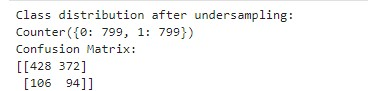 Class distribution after undersampling:
Counter({0: 799, 1: 799})
Confusion Matrix:
[[428 372]
 [106  94]]